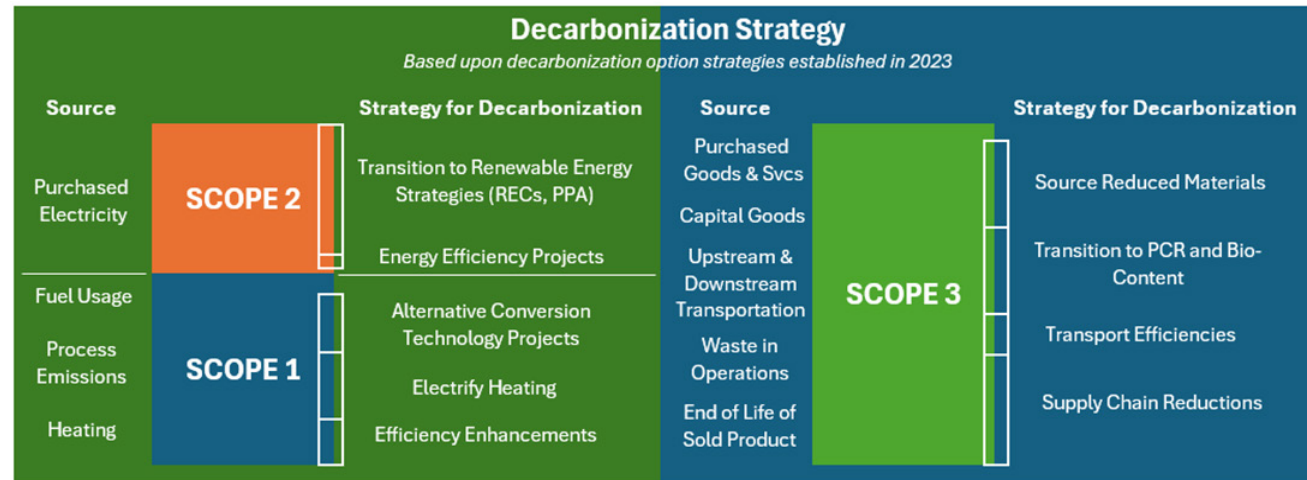 Decarbonization Strategy
Based upon decarbonization option strategies established in 2023
Source
Strategy for Decarbonization
Purchased
Electricity
SCOPE 2
Transition to Renewable Energy
Strategies (RECs, PPA)
Energy Efficiency Projects
Fuel Usage
Process
Emissions
Heating
SCOPE 1
Alternative Conversion
Technology Projects
Electrify Heating
Efficiency Enhancements
Source
Strategy for Decarbonization
Purchased
Goods & Svcs
Capital Goods
Upstream &
Downstream
Transportation
Waste in
Operations
End of Life of
Sold Product
SCOPE 3
Source Reduced Materials
Transition to PCR and Bio-
Content
Transport Efficiencies
Supply Chain Reductions